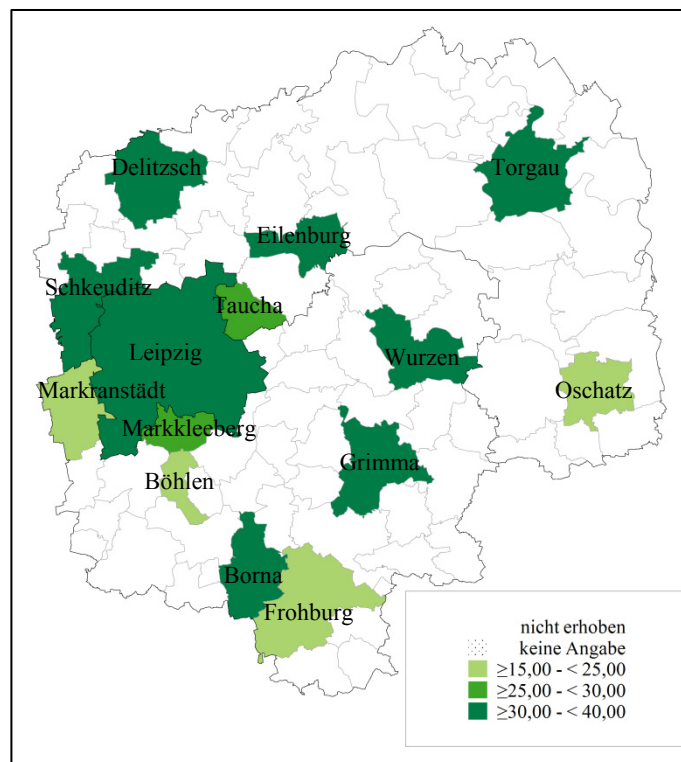 Delitzsch
Torgau
Eilenburg
Schkeuditz
Taucha
Leipzig
Wurzen
Markranstädt
Oschatz
Markkleeberg
Grimma
Böhlen
Borna
Frohburg
nicht erhoben
keine Angabe
≥15,00 - < 25,00
≥25,00 - < 30,00
≥30,00 - < 40,00